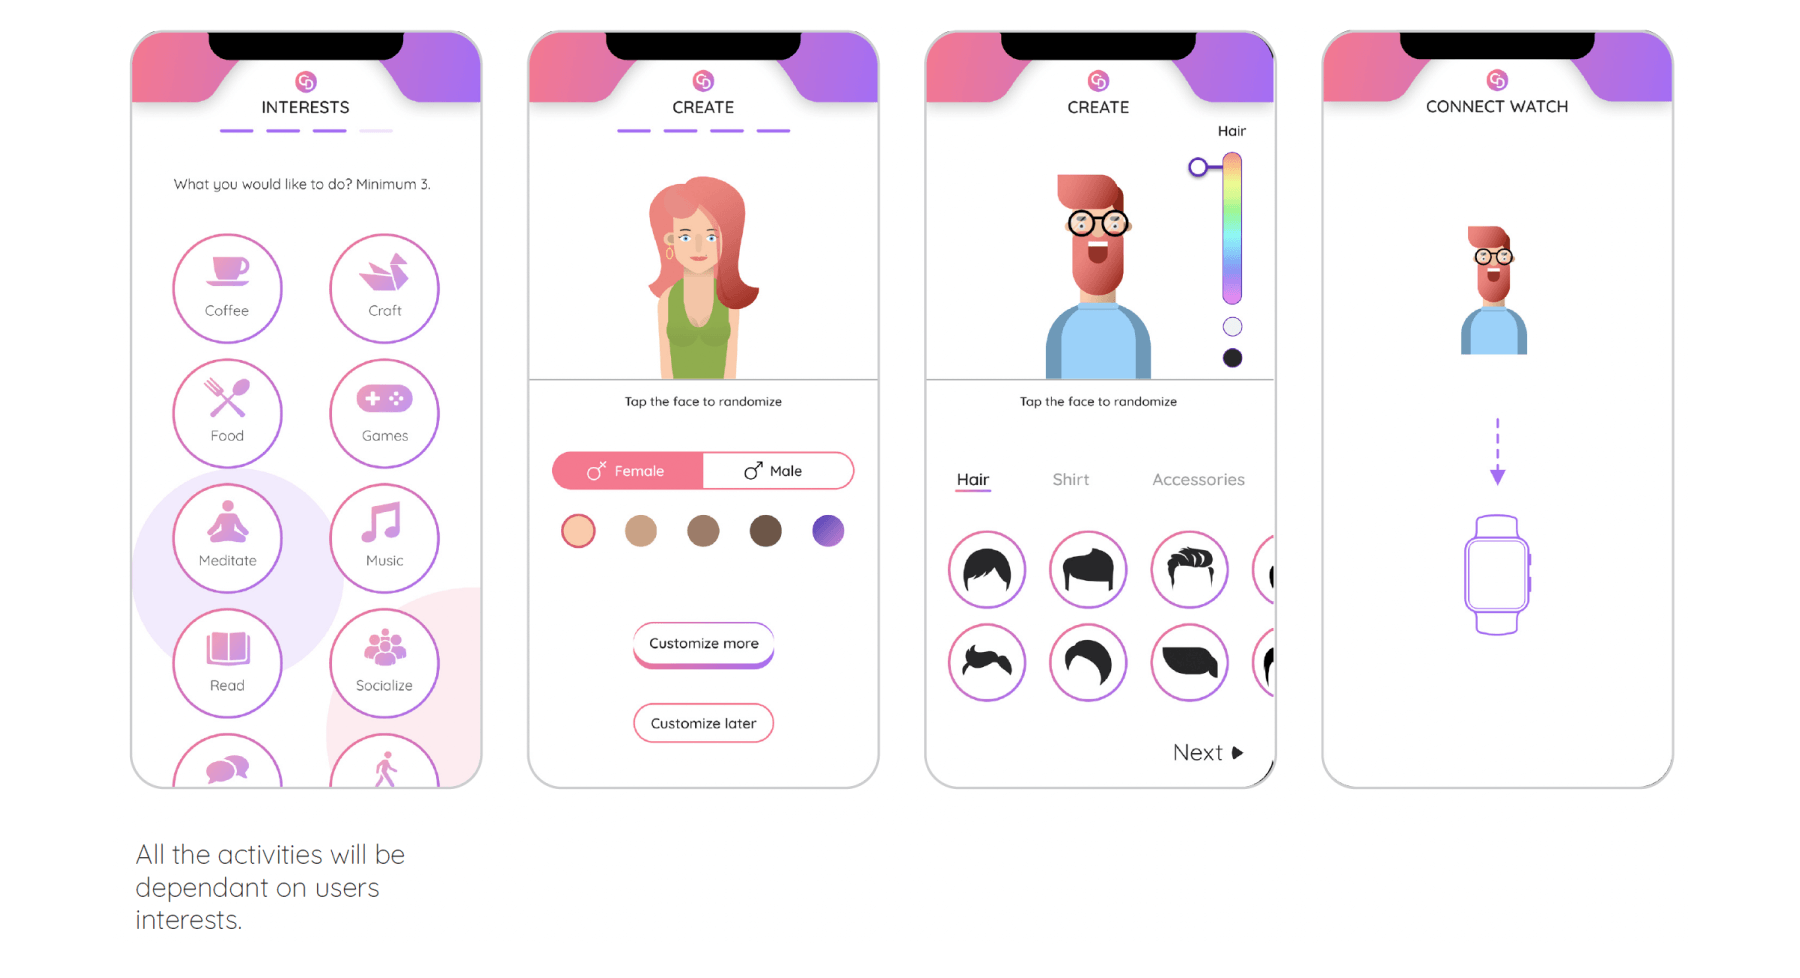 INTERESTS
What you would like to do? Minimum 3.
Coffee
Craft
Food
Games
Meditate
Music
Read
Socialize
All the activities will be
dependant on users
interests.
CREATE
Tap the face to randomize
Female
Male
Customize more
Customize later
CREATE
Hair
Tap the face to randomize
Hair
Shirt
Accessories
Next
CONNECT WATCH